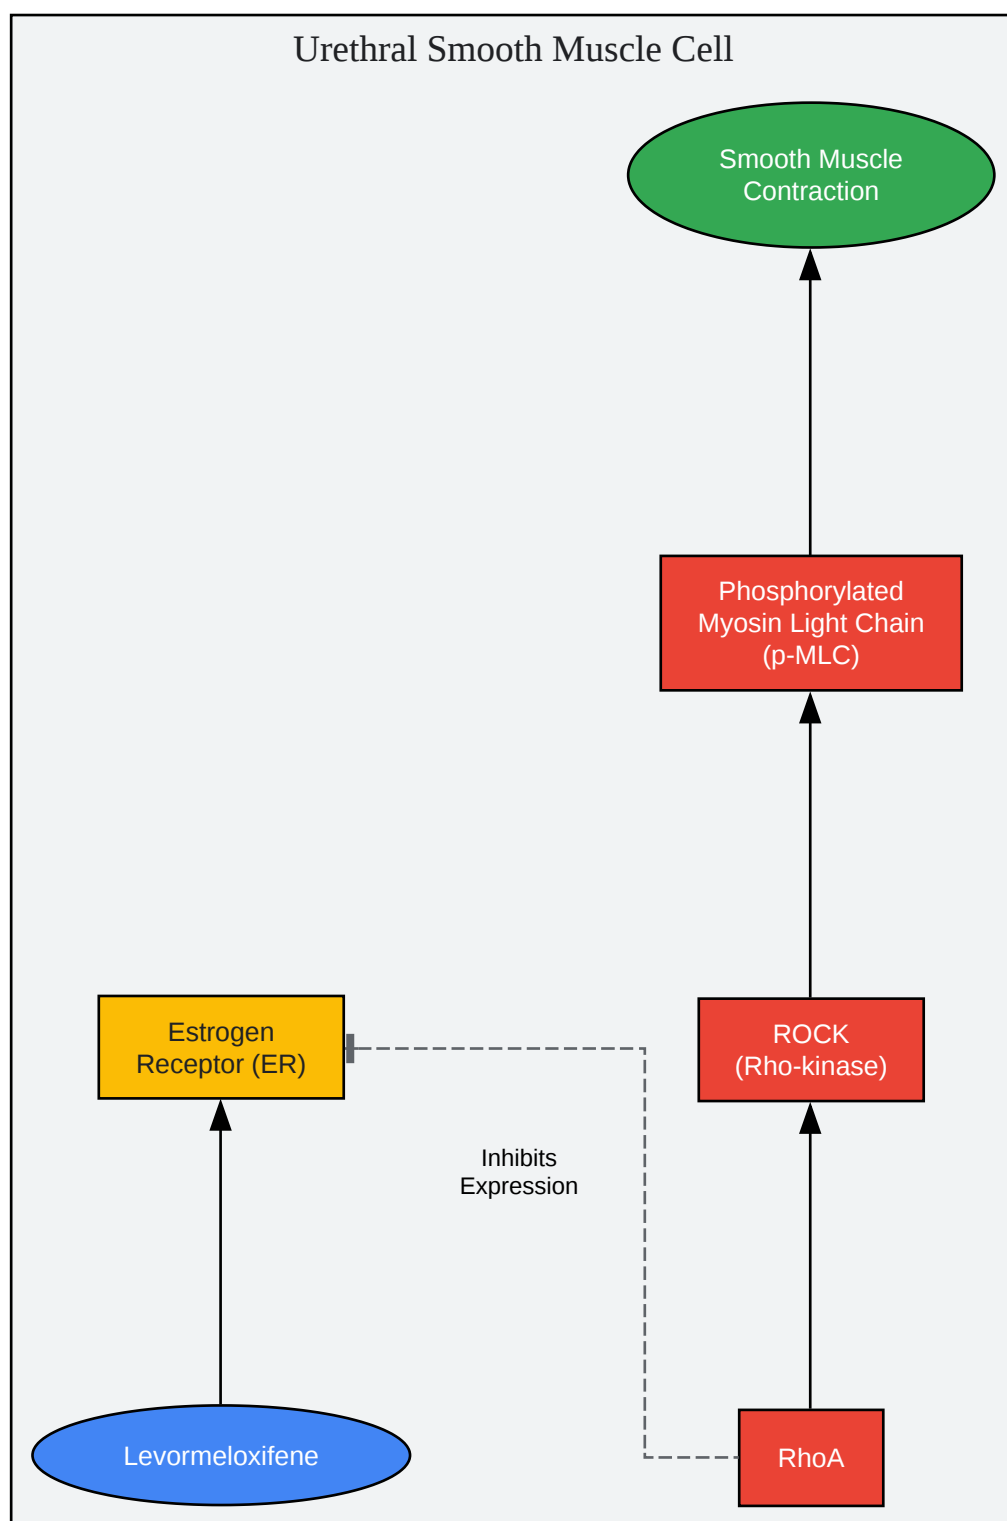 Urethral Smooth Muscle Cell
Smooth Muscle
Contraction
Phosphorylated
Myosin Light Chain
(p-MLC)
Estrogen
Receptor (ER)
ROCK
(Rho-kinase)
Inhibits
Expression
Levormeloxifene
RhoA